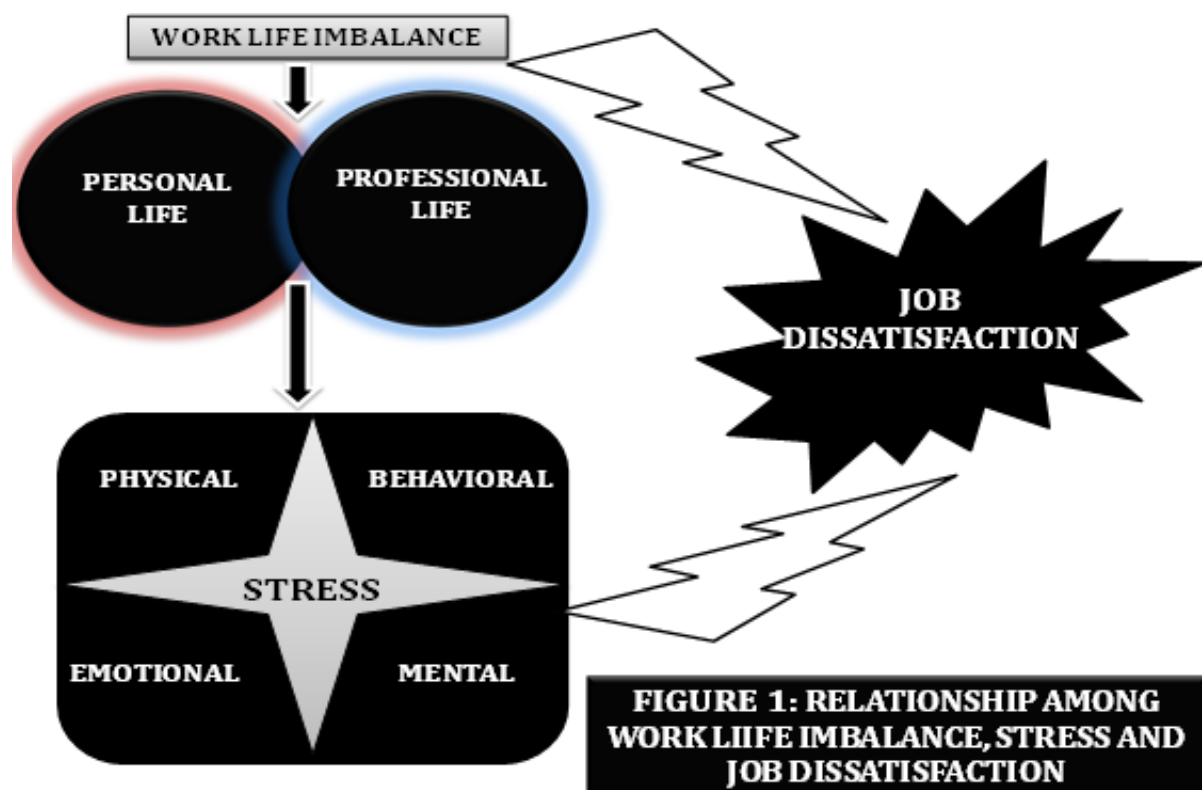 WORK LIFE IMBALANCE
PERSONAL
LIFE
PROFESSIONAL
LIFE
JOB
DISSATISFACTION
PHYSICAL
BEHAVIORAL
STRESS
EMOTIONAL
MENTAL
FIGURE 1: RELATIONSHIP AMONG
WORK LIIFE IMBALANCE, STRESS AND
JOB DISSATISFACTION